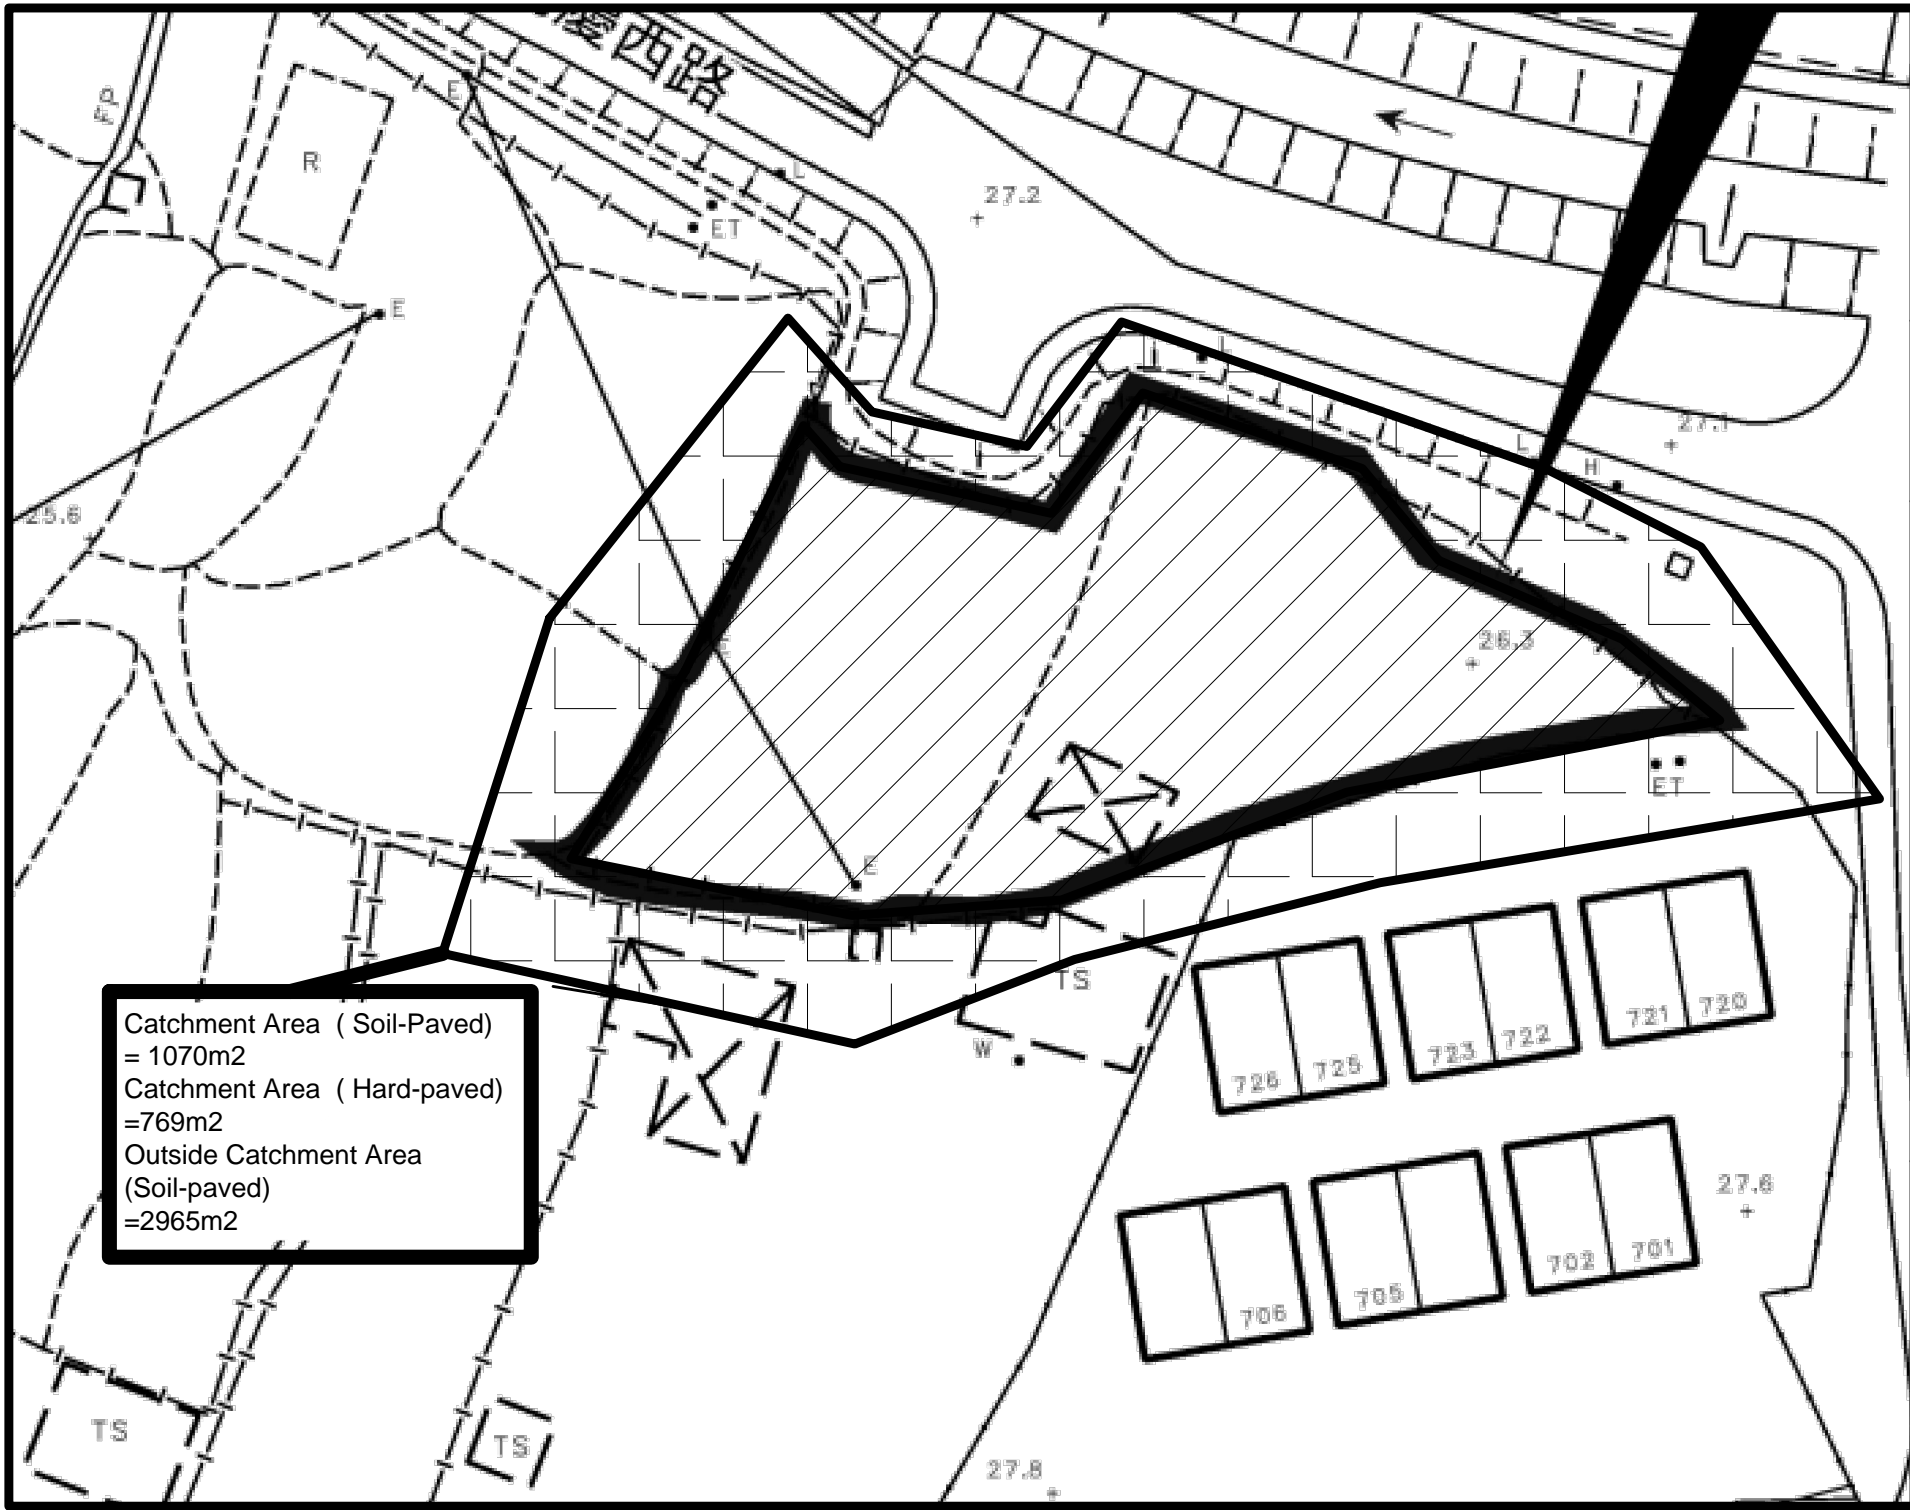 慶西路
FP
E
R
L
27.2
ET
E
L
27.1
L
H
25.6
26.3
E
ET
E
TS
W
721 720
723 722
726 725
Catchment Area ( Soil-Paved)
= 1070m2
Catchment Area ( Hard-paved)
=769m2
Outside Catchment Area
(Soil-paved)
=2965m2
27.6
702 701
705
706
TS
TS
27.8